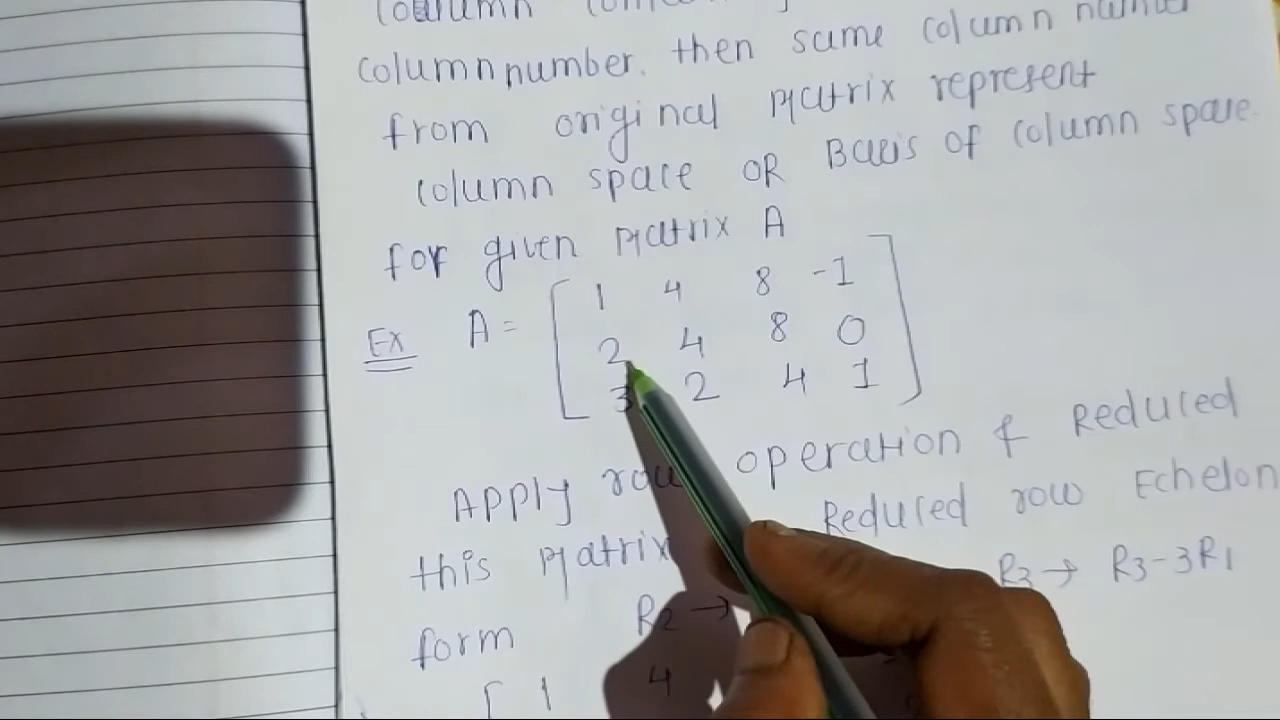 column
column number. then same column number
from original Matrix represent
column space OR Basis of column space.
for given Matrix A
Ex A = [ 1 4 8 -1
2 4 8 0
3 2 4 1 ]
Apply row operation & Reduced
this Matrix Reduced row Echelon
form R2 → R3 → R3-3R1
[ 1 4